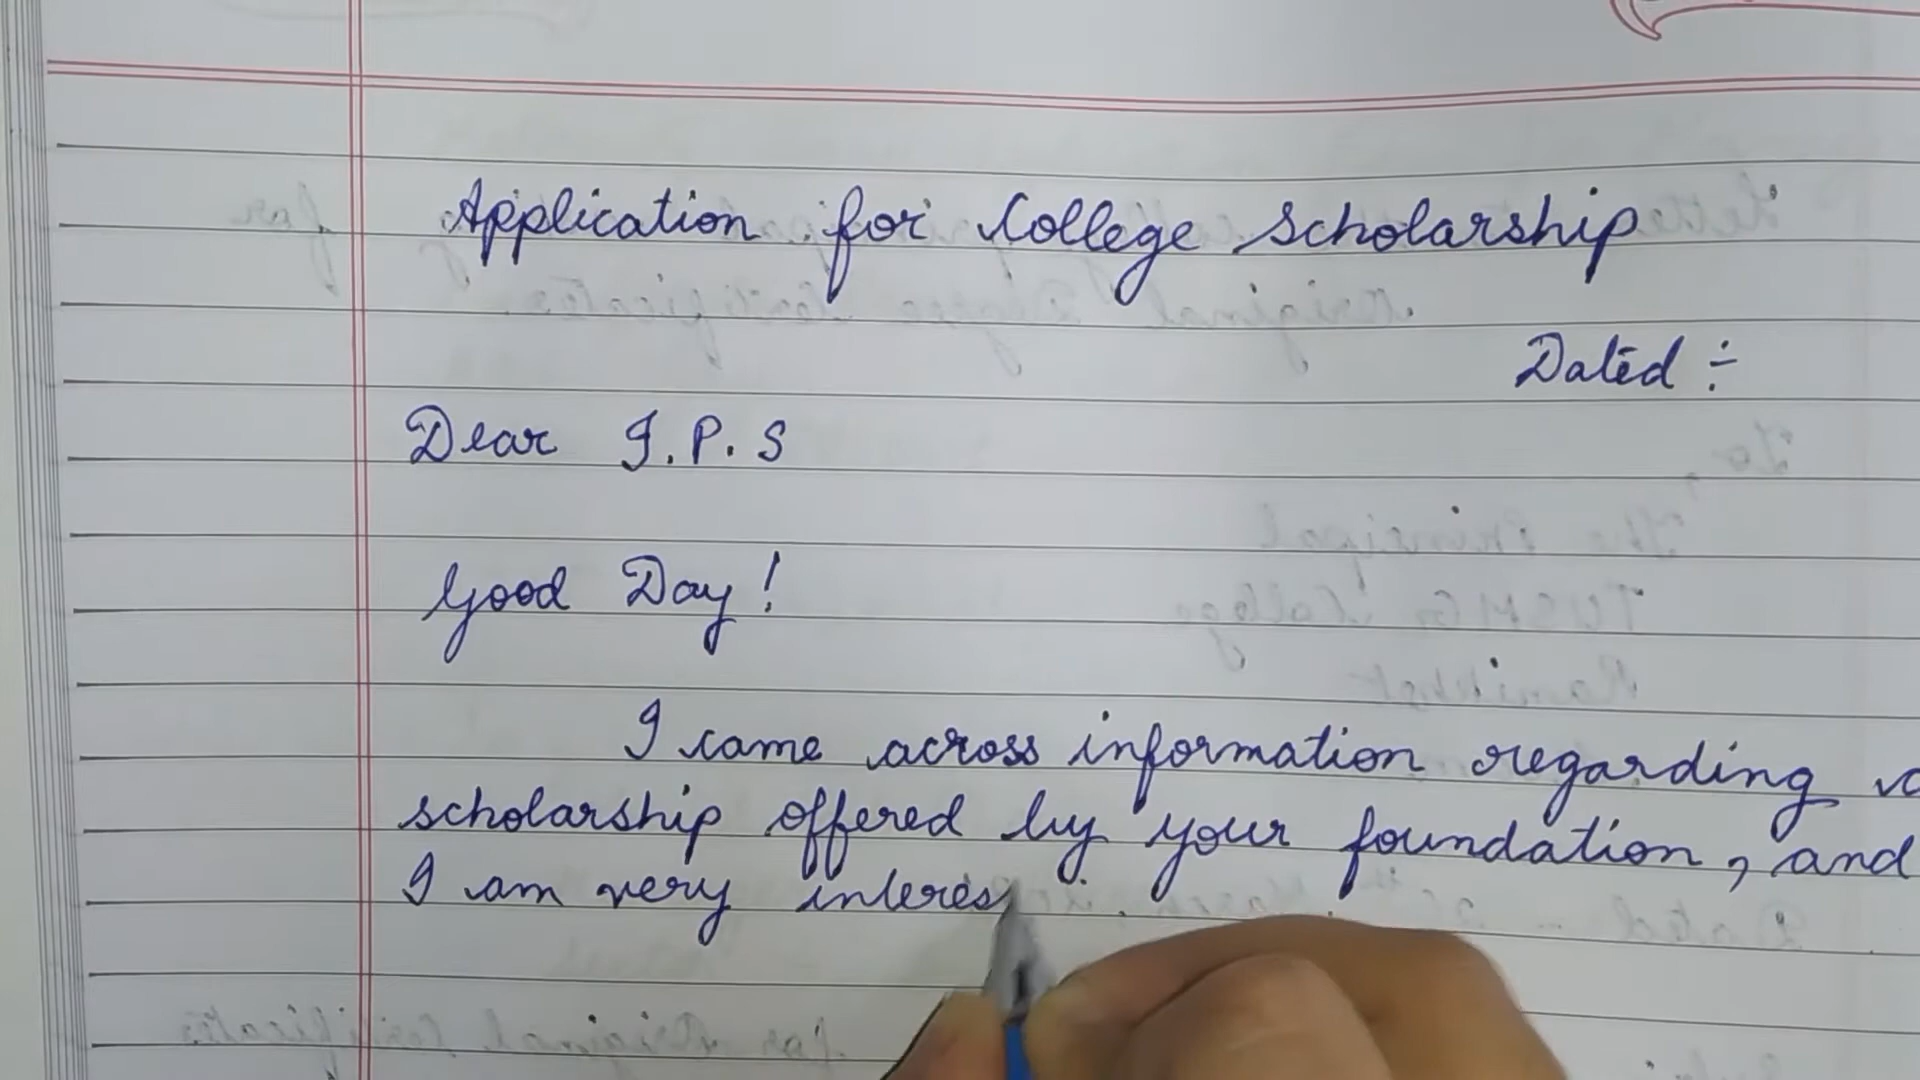 Application for College Scholarship
Dated ÷
Dear I.P.S
Good Day!
I came across information regarding
scholarship offered by your foundation, and
I am very interes